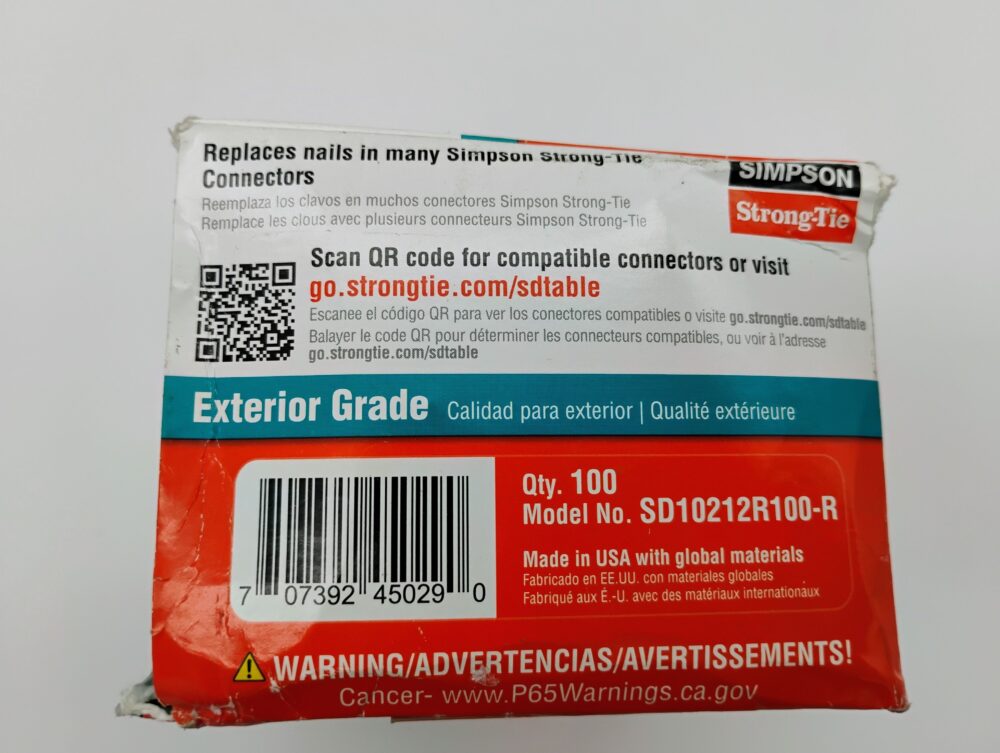 Replaces nails in many Simpson Strong-Tie
Connectors
Reemplaza los clavos en muchos conectores Simpson Strong-Tie
Remplace les clous avec plusieurs connecteurs Simpson Strong-Tie
SIMPSON
Strong-Tie
Scan QR code for compatible connectors or visit
go.strongtie.com/sdtable
Escanee el código QR para ver los conectores compatibles o visite go.strongtie.com/sdtable
Balayer le code QR pour déterminer les connecteurs compatibles, ou voir à l'adresse
go.strongtie.com/sdtable
Exterior Grade Calidad para exterior | Qualité extérieure
7 07392 45029 0
Qty. 100
Model No. SD10212R100-R
Made in USA with global materials
Fabricado en EE.UU. con materiales globales
Fabriqué aux É.-U. avec des matériaux internationaux
WARNING/ADVERTENCIAS/AVERTISSEMENTS!
Cancer- www.P65Warnings.ca.gov